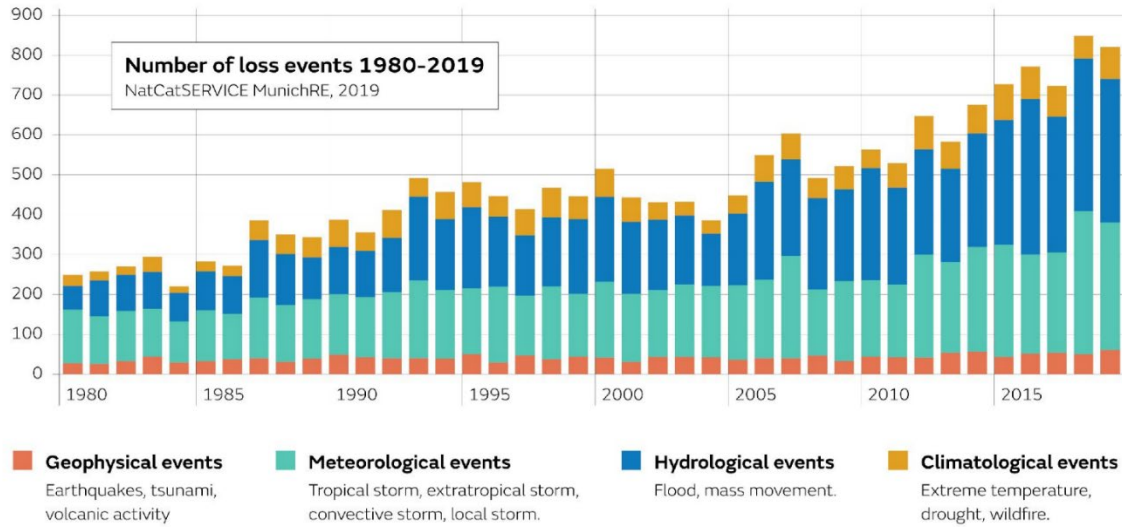 900
800
700
600
500
400
300
200
100
0
Number of loss events 1980-2019
NatCatSERVICE MunichRE, 2019
1980 1985 1990 1995 2000 2005 2010 2015
Geophysical events
Earthquakes, tsunami,
volcanic activity
Meteorological events
Tropical storm, extratropical storm,
convective storm, local storm.
Hydrological events
Flood, mass movement.
Climatological events
Extreme temperature,
drought, wildfire.